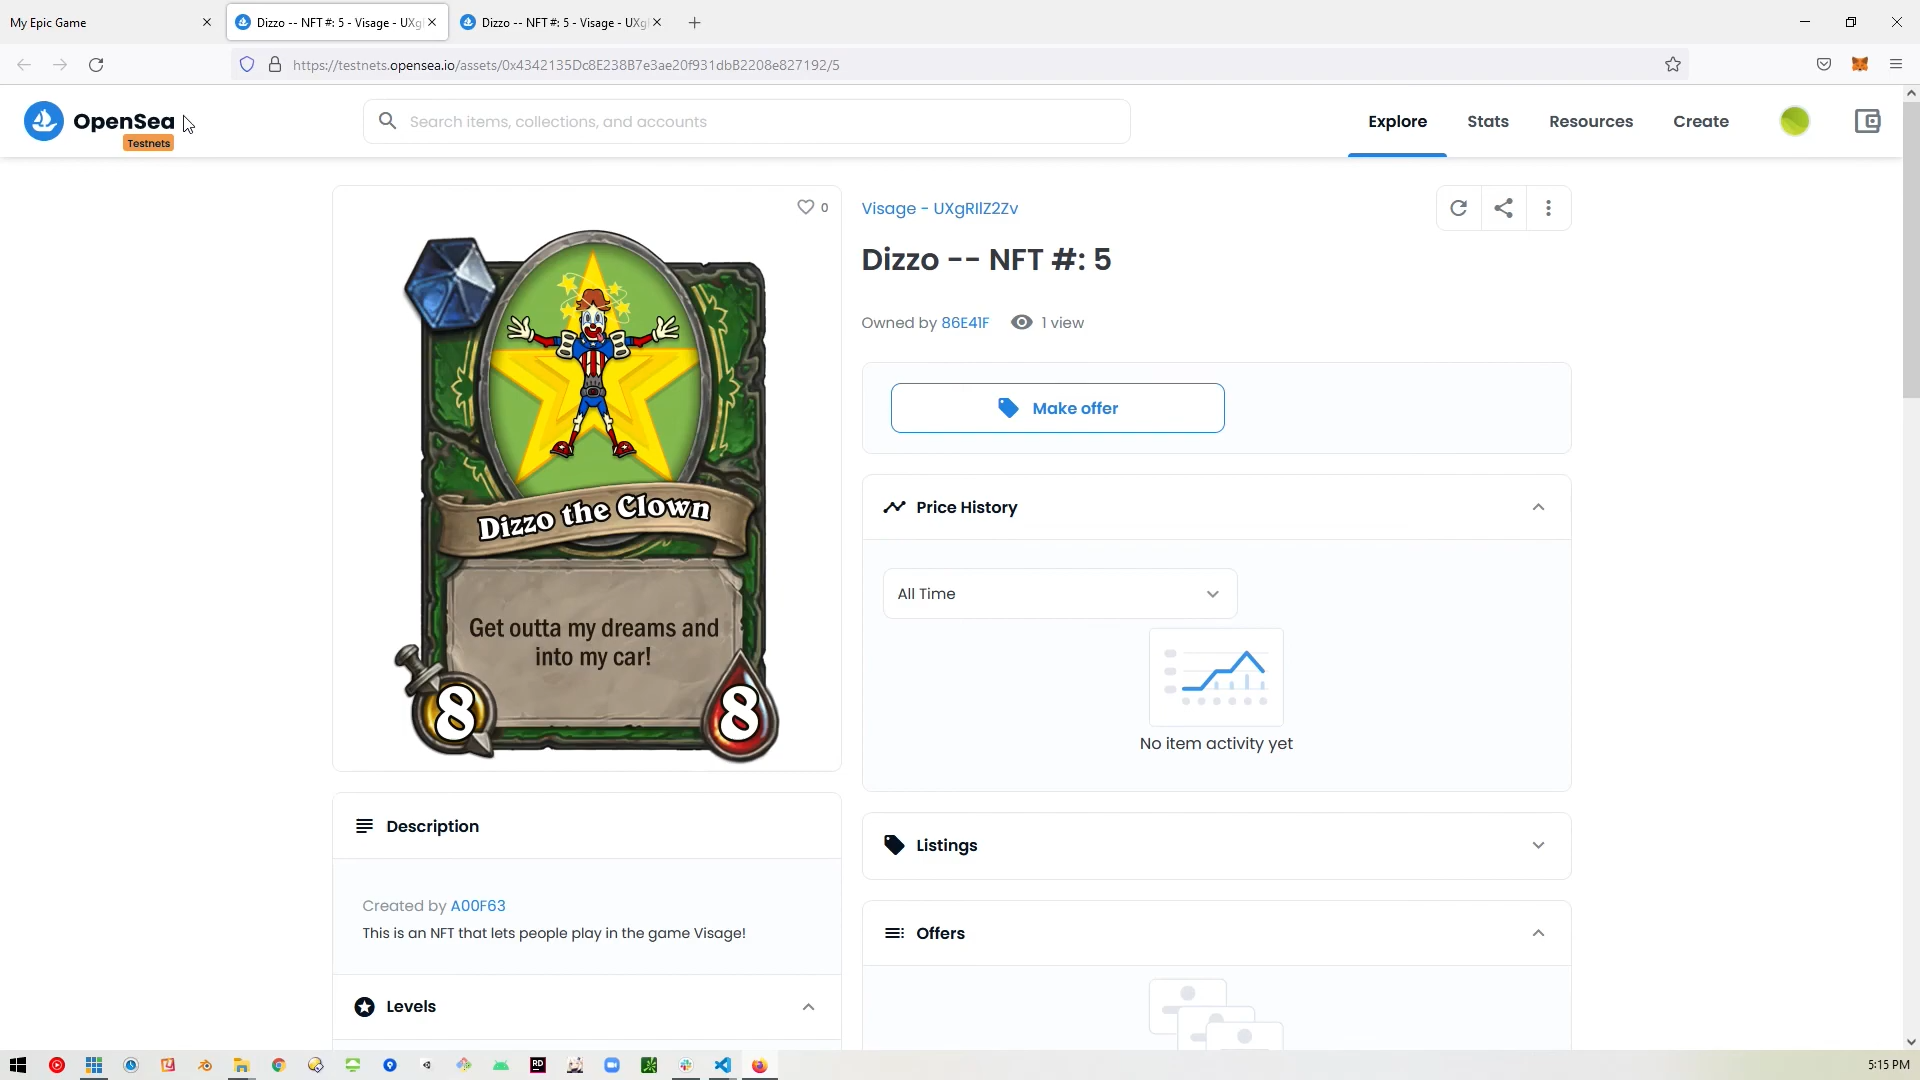 My Epic Game
Dizzo -- NFT #: 5 - Visage - UXg
Dizzo -- NFT #: 5 - Visage - UXg
https://testnets.opensea.io/assets/0x4342135Dc8E238B7e3ae20f931dbB2208e827192/5
OpenSea
Testnets
Search items, collections, and accounts
Explore
Stats
Resources
Create
0
Dizzo the Clown
Get outta my dreams and
into my car!
8
8
Visage - UXgRIlZ2Zv
Dizzo -- NFT #: 5
Owned by 86E41F
1 view
Make offer
Price History
All Time
No item activity yet
Listings
Offers
Description
Created by A00F63
This is an NFT that lets people play in the game Visage!
Levels
RD
5:15 PM